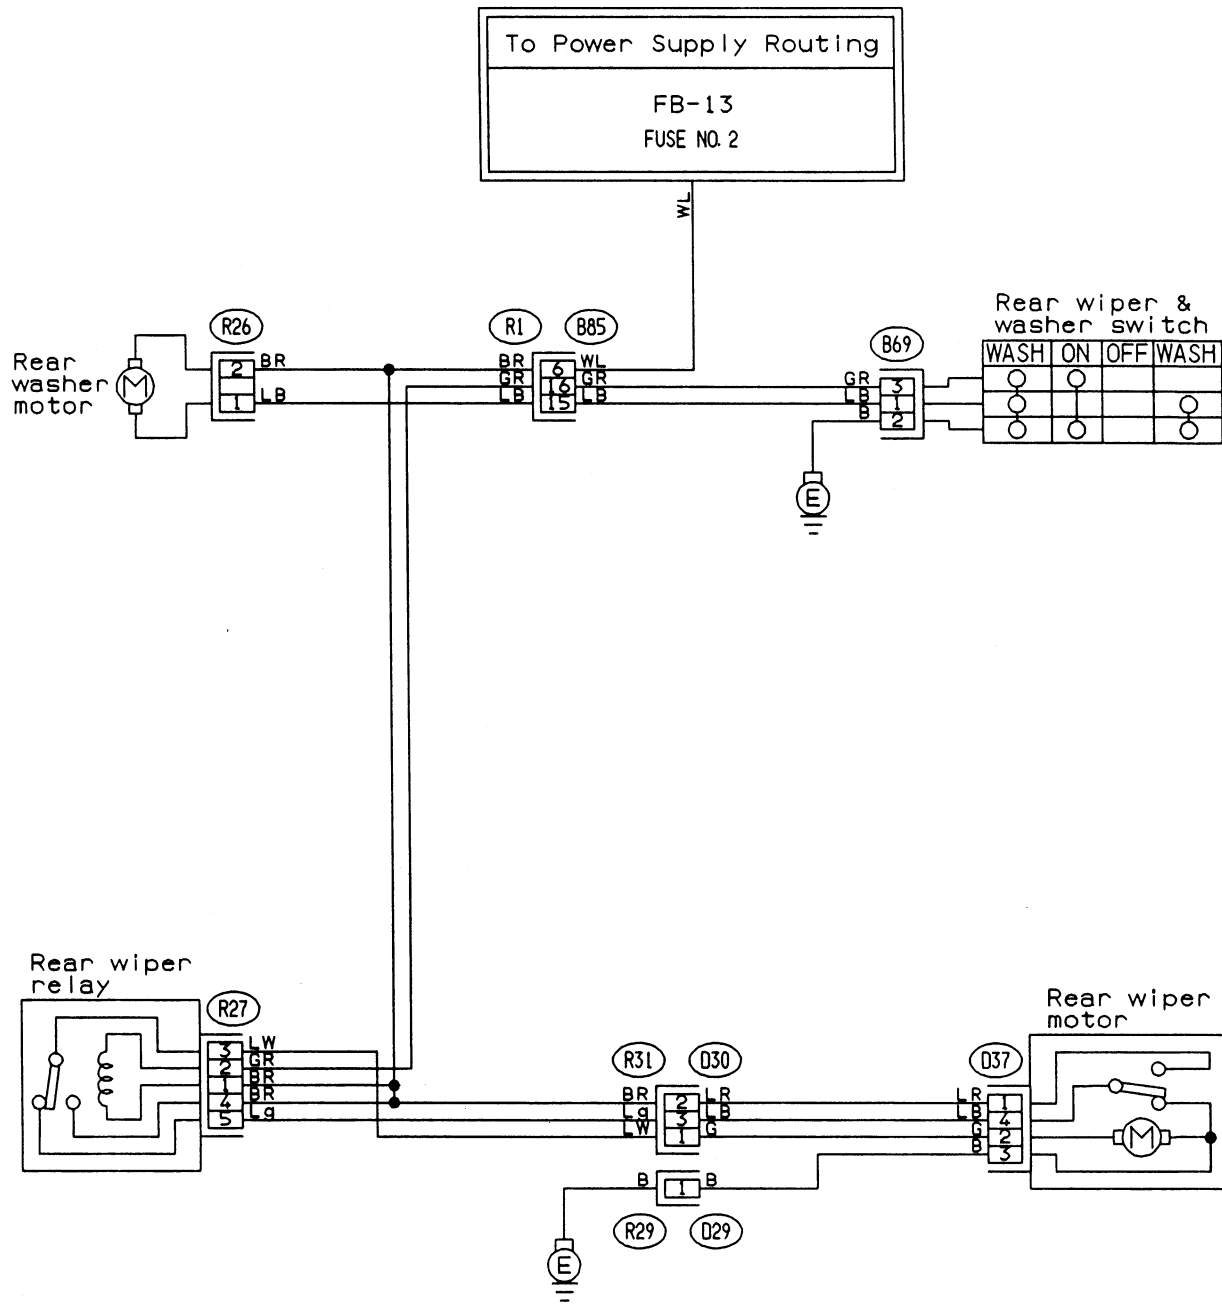 To Power Supply Routing
FB-13
FUSE NO. 2
WL
Rear wiper &
washer switch
WASH ON OFF WASH
Rear
washer
motor
M
R26
2 BR
1 LB
R1 B85
BR 6 WL
GR 16 GR
LB 15 LB
B69
GR 3
LB 1
B 2
E
Rear wiper
relay
R27
3 LW
2 GR
1 BR
4 BR
5 Lg
R31 D30
BR 2 LR
Lg 3 LB
LW 1 G
B 1 B
R29 D29
E
Rear wiper
motor
D37
LR 1
LB 4
G 2
B 3
M